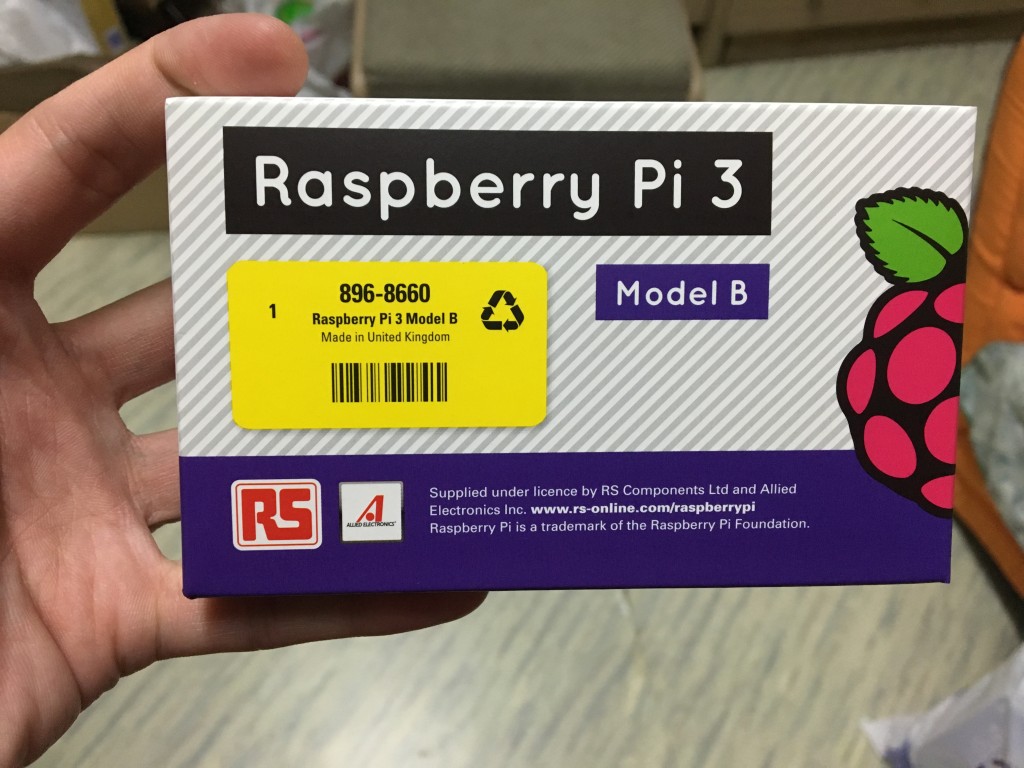 Raspberry Pi 3
Model B
1
896-8660
Raspberry Pi 3 Model B
Made in United Kingdom
RS
A
ALLIED ELECTRONICS
Supplied under licence by RS Components Ltd and Allied
Electronics Inc. www.rs-online.com/raspberrypi
Raspberry Pi is a trademark of the Raspberry Pi Foundation.